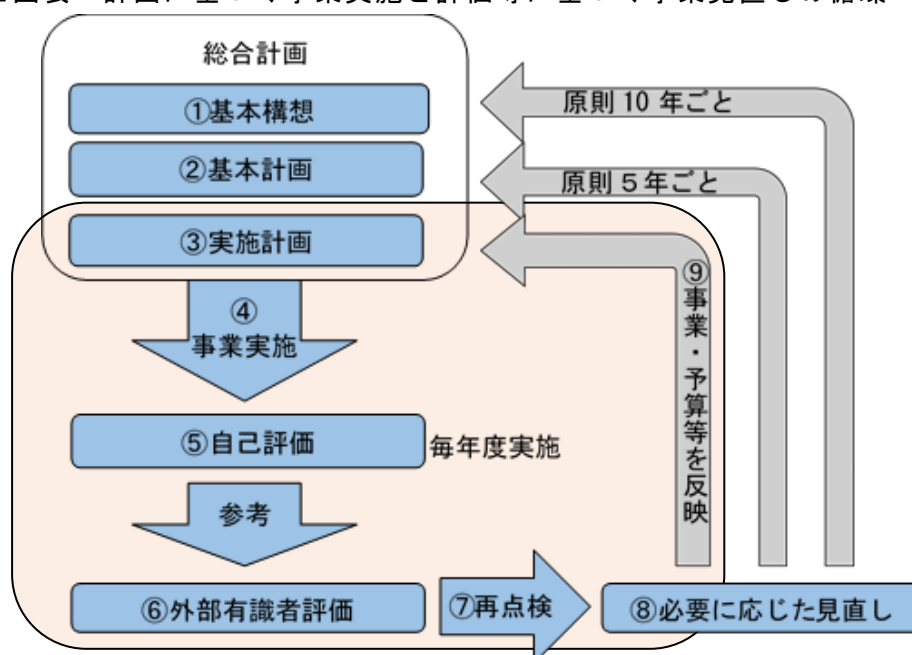 総合計画
①基本構想
②基本計画
③実施計画
④
事業実施
⑤自己評価
毎年度実施
参考
⑥外部有識者評価
⑦再点検
⑧必要に応じた見直し
⑨事業・予算等を反映
原則5年ごと
原則10年ごと